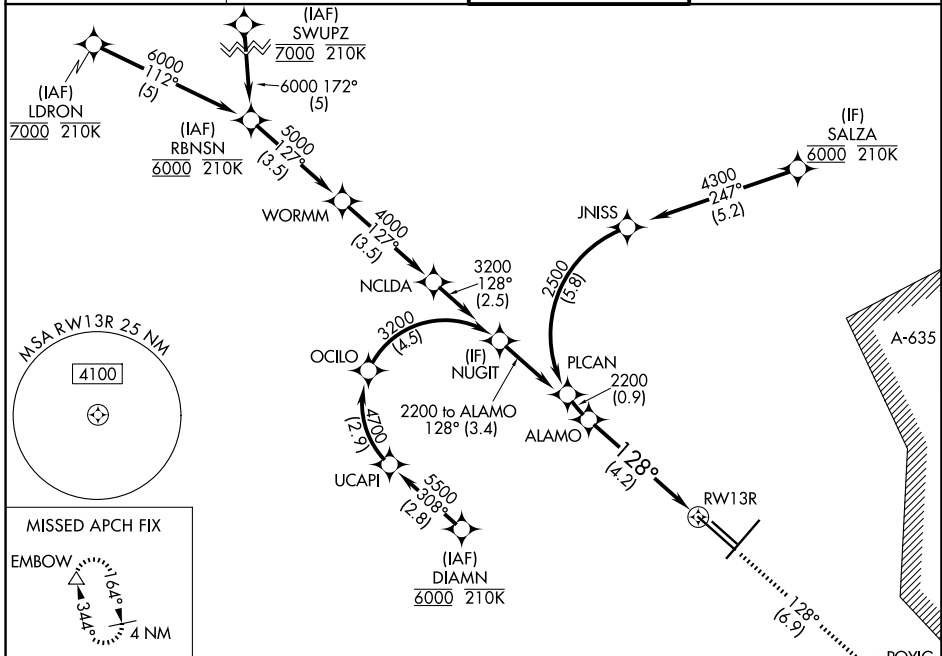 (IAF)
SWUPZ
7000 210K
6000
112°
(5)
(IAF)
LDRON
7000 210K
6000 172°
(5)
(IAF)
RBNSN
6000 210K
5000
127°
(3.5)
(IF)
SALZA
6000 210K
4300
247°
(5.2)
JNISS
WORMM
4000
127°
(3.5)
NCLDA
3200
128°
(2.5)
2500
(5.8)
MSA RW13R 25 NM
4100
A-635
OCILO
3200
(4.5)
(IF)
NUGIT
PLCAN
2200
(0.9)
2200 to ALAMO
128° (3.4)
ALAMO
4700
(2.9)
UCAPI
128°
(4.2)
5500
308°
(2.8)
RW13R
(IAF)
DIAMN
6000 210K
MISSED APCH FIX
EMBOW
164°
344°
4 NM
128°
(6.9)